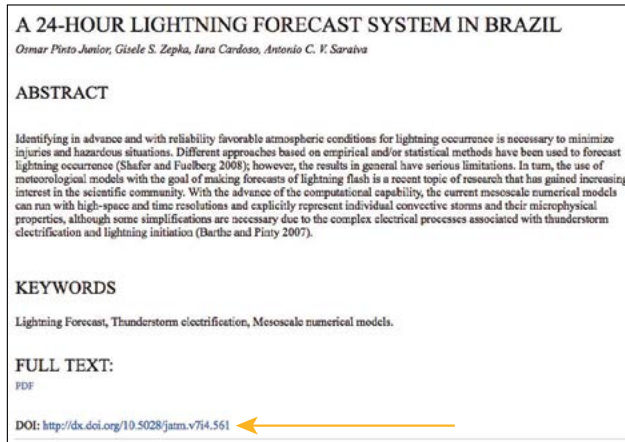 A 24-HOUR LIGHTNING FORECAST SYSTEM IN BRAZIL
Osmar Pinto Junior, Gisele S. Zepka, Iara Cardoso, Antonio C. V. Saraiva
ABSTRACT
Identifying in advance and with reliability favorable atmospheric conditions for lightning occurrence is necessary to minimize
injuries and hazardous situations. Different approaches based on empirical and/or statistical methods have been used to forecast
lightning occurrence (Shafer and Fuelberg 2008); however, the results in general have serious limitations. In turn, the use of
meteorological models with the goal of making forecasts of lightning flash is a recent topic of research that has gained increasing
interest in the scientific community. With the advance of the computational capability, the current mesoscale numerical models
can run with high-space and time resolutions and explicitly represent individual convective storms and their microphysical
properties, although some simplifications are necessary due to the complex electrical processes associated with thunderstorm
electrification and lightning initiation (Barthe and Pinty 2007).
KEYWORDS
Lightning Forecast, Thunderstorm electrification, Mesoscale numerical models.
FULL TEXT:
PDF
DOI: http://dx.doi.org/10.5028/jatm.v7i4.561